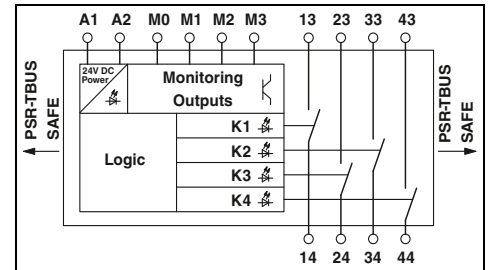 A1 A2 M0 M1 M2 M3 13 23 33 43
24V DC
Power
Monitoring
Outputs
PSR-TBUS
SAFE
PSR-TBUS
SAFE
Logic
K1
K2
K3
K4
14 24 34 44